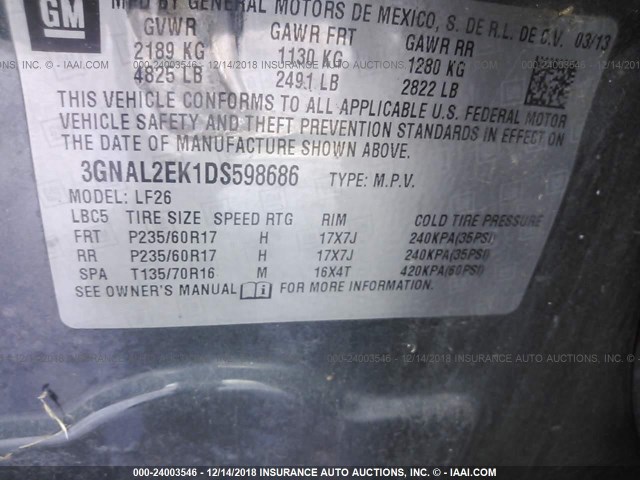 GM
MFD BY GENERAL MOTORS DE MEXICO, S. DE R.L. DE C.V. 03/13
GVWR GAWR FRT GAWR RR
2189 KG 1130 KG 1280 KG
4825 LB 2491 LB 2822 LB
THIS VEHICLE CONFORMS TO ALL APPLICABLE U.S. FEDERAL MOTOR
VEHICLE SAFETY AND THEFT PREVENTION STANDARDS IN EFFECT ON
THE DATE OF MANUFACTURE SHOWN ABOVE.
3GNAL2EK1DS598686 TYPE: M.P.V.
MODEL: LF26
LBC5 TIRE SIZE SPEED RTG RIM COLD TIRE PRESSURE
FRT P235/60R17 H 17X7J 240KPA(35PSI)
RR P235/60R17 H 17X7J 240KPA(35PSI)
SPA T135/70R16 M 16X4T 420KPA(60PSI)
SEE OWNER'S MANUAL FOR MORE INFORMATION.
000-24003546 - 12/14/2018 INSURANCE AUTO AUCTIONS. - © IAAI.COM